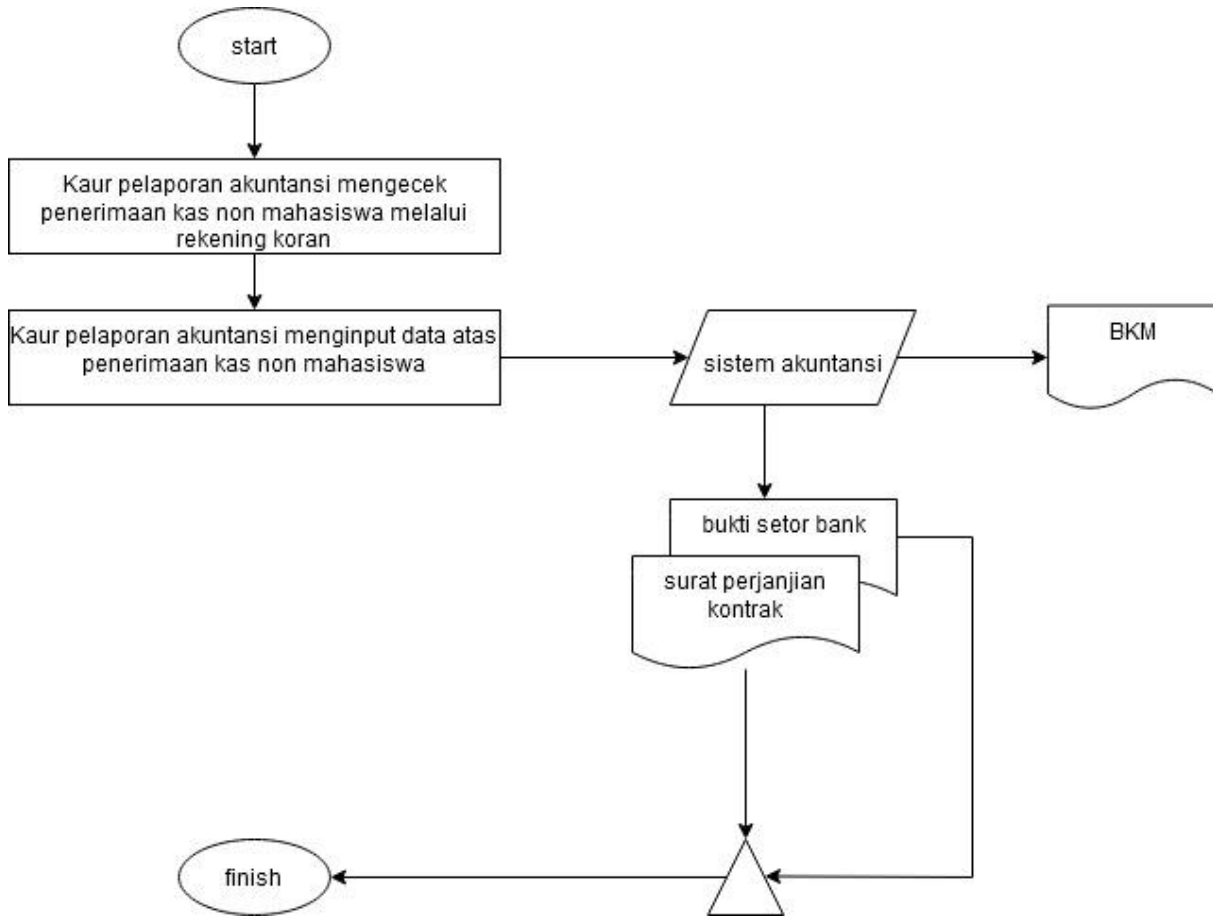 start
Kaur pelaporan akuntansi mengecek
penerimaan kas non mahasiswa melalui
rekening koran
Kaur pelaporan akuntansi menginput data atas
penerimaan kas non mahasiswa
sistem akuntansi
BKM
bukti setor bank
surat perjanjian
kontrak
finish